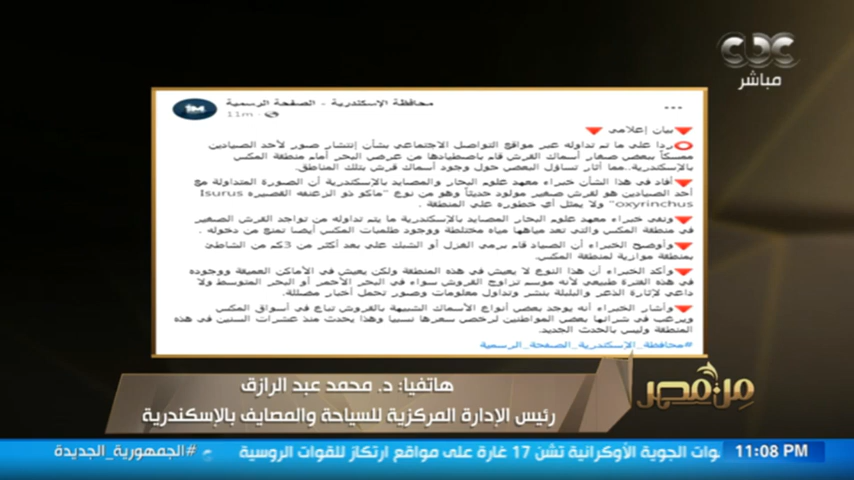 CBC
مباشر
محافظة الإسكندرية - الصفحة الرسمية
11m
بيان إعلامي
ردا على ما تم تداوله عبر مواقع التواصل الاجتماعي بشأن إنتشار صور لأحد الصيادين
ممسكاً ببعض صغار أسماك القرش قام باصطيادها من عرض البحر أمام منطقة المكس
بالإسكندرية..مما أثار تساؤل البعض حول وجود أسماك قرش بتلك المناطق.
أفاد في هذا الشأن خبراء معهد علوم البحار والمصايد بالإسكندرية أن الصورة المتداولة مع
أحد الصيادين هو لقرش صغير مولود حديثاً وهو من نوع "ماكو ذو الزعنفه القصيره Isurus
oxyrinchus" ولا يمثل أي خطوره على المنطقة .
ونفى خبراء معهد علوم البحار المصايد بالإسكندرية ما يتم تداوله من تواجد القرش الصغير
في منطقة المكس والتي تعد مياهها مياه مختلطة ووجود طلمبات المكس أيضا تمنع من دخوله .
وأوضح الخبراء أن الصياد قام برمي الغزل أو الشبك على بعد أكثر من 3كم من الشاطئ
بمنطقة موازية لمنطقة المكس.
وأكد الخبراء أن هذا النوع لا يعيش في هذه المنطقة ولكن يعيش في الأماكن العميقة ووجوده
في هذه الفترة طبيعي لأنه موسم تزاوج القروش سواء في البحر الأحمر أو البحر المتوسط ولا
داعي لإثارة الذعر والبلبلة بنشر وتداول معلومات وصور تحمل أخبار مضللة.
وأشار الخبراء أنه يوجد بعض أنواع الأسماك الشبيهة بالقروش تباع في أسواق المكس
ويرغب في شرائها بعض المواطنين لرخص سعرها نسبيا وهذا يحدث منذ عشرات السنين في هذه
المنطقة وليس بالحدث الجديد.
#محافظة_الإسكندرية_الصفحة_الرسمية
هاتفيا: د. محمد عبد الرازق
رئيس الإدارة المركزية للسياحة والمصايف بالإسكندرية
من مصر
11:08 PM
وات الجوية الأوكرانية تشن 17 غارة على مواقع ارتكاز للقوات الروسية
#الجمهورية_الجديدة